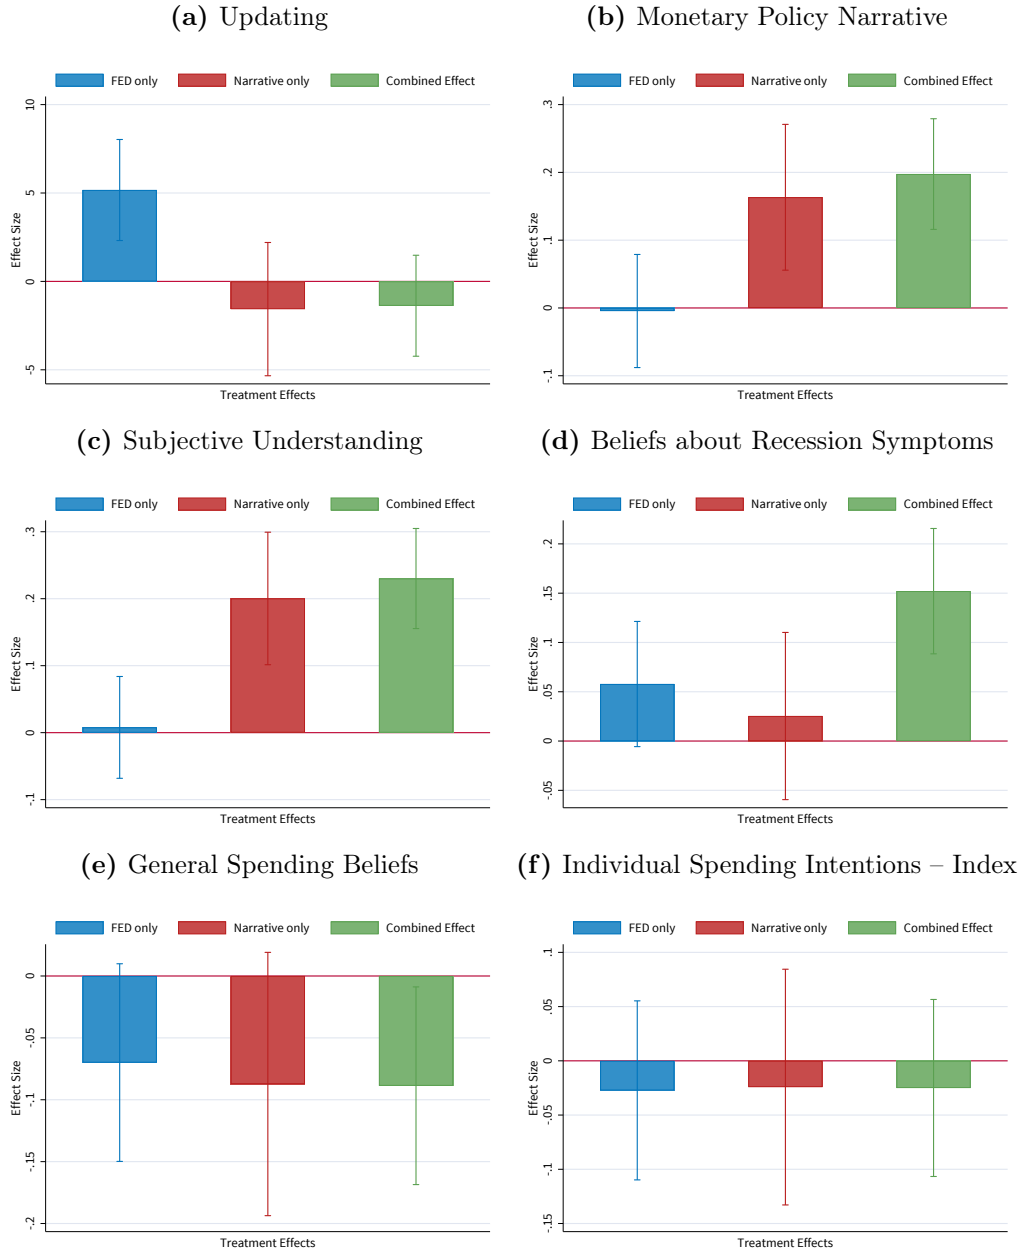 (a) Updating
FED only Narrative only Combined Effect
Effect Size
10
5
0
-5
Treatment Effects
(b) Monetary Policy Narrative
FED only Narrative only Combined Effect
Effect Size
.3
.2
.1
0
-.1
Treatment Effects
(c) Subjective Understanding
FED only Narrative only Combined Effect
Effect Size
.3
.2
.1
0
-.1
Treatment Effects
(d) Beliefs about Recession Symptoms
FED only Narrative only Combined Effect
Effect Size
.2
.15
.1
.05
0
-.05
Treatment Effects
(e) General Spending Beliefs
FED only Narrative only Combined Effect
Effect Size
0
-.05
-.1
-.15
-.2
Treatment Effects
(f) Individual Spending Intentions – Index
FED only Narrative only Combined Effect
Effect Size
.1
.05
0
-.05
-.1
-.15
Treatment Effects